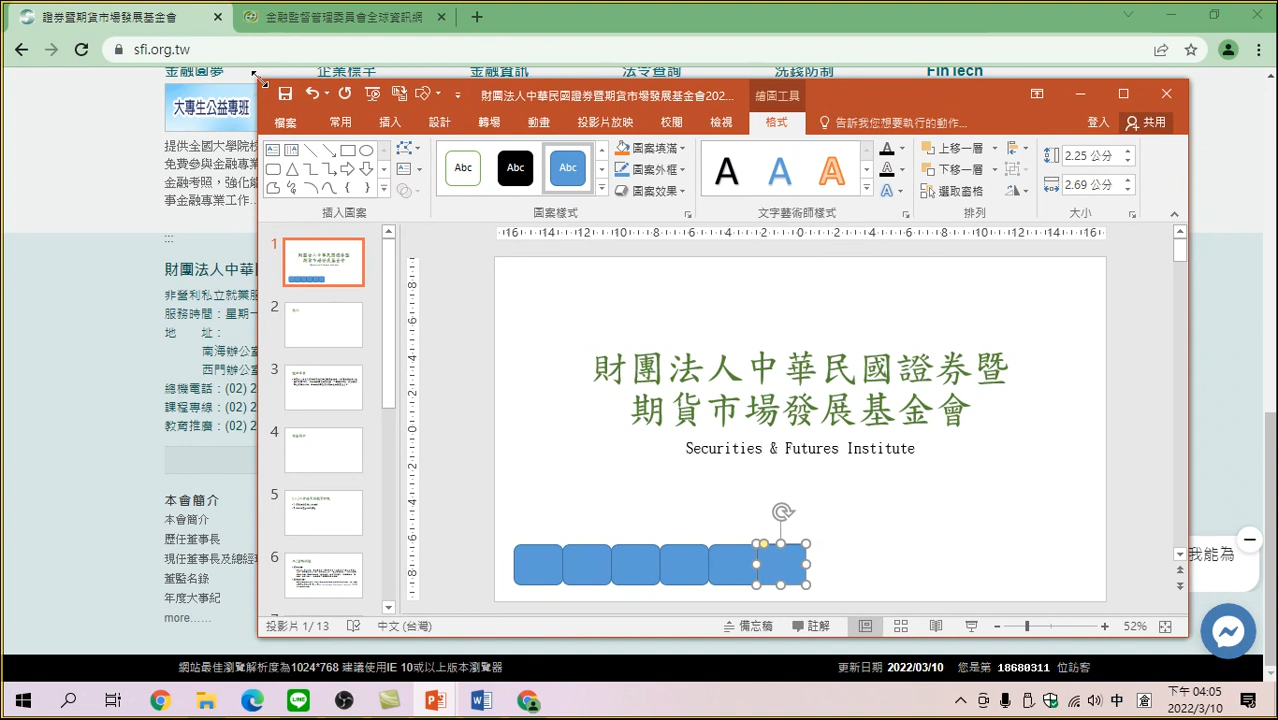 證券暨期貨市場發展基金會
金融監督管理委員會全球資訊網
sfi.org.tw
金融圓夢 企業標竿 金融資訊 法令查詢 洗錢防制 FinTech
大專生公益專班
提供全國大學院校
免費參與金融專業
金融考照，強化
事金融專業工作
財團法人中華民國證券暨期貨市場發展基金會202...
繪圖工具
檔案 常用 插入 設計 轉場 動畫 投影片放映 校閱 檢視 格式 告訴我您想要執行的動作... 登入 共用
Abc Abc Abc
圖案填滿
圖案外框
圖案效果
A A A
上移一層
下移一層
選取窗格
2.25 公分
2.69 公分
插入圖案 圖案樣式 文字藝術師樣式 排列 大小
1
2
3
4
5
6
財團法人中華民國證券暨
期貨市場發展基金會
Securities & Futures Institute
財團法人中華
非營利私立就業服
服務時間：星期一
地 址：
南海辦公室
西門辦公室
總機電話：(02) 2
課程專線：(02) 2
教育推廣：(02) 2
本會簡介
本會簡介
歷任董事長
現任董事長及總經
董監名錄
年度大事紀
more……
我能為
投影片 1/ 13 中文 (台灣) 備忘稿 註解 52%
網站最佳瀏覽解析度為1024*768 建議使用IE 10或以上版本瀏覽器 更新日期 2022/03/10 您是第 18680311 位訪客
中 倉 下午 04:05
2022/3/10